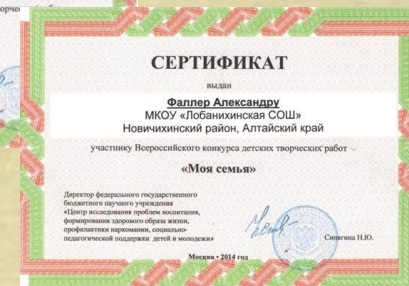 СЕРТИФИКАТ
выдан
Фаллер Александру
МКОУ «Лобанихинская СОШ»
Новичихинский район, Алтайский край
участнику Всероссийского конкурса детских творческих работ
«Моя семья»
Директор федерального государственного
бюджетного научного учреждения
«Центр исследования проблем воспитания,
формирования здорового образа жизни,
профилактики наркомании, социально-
педагогической поддержки детей и молодежи»
Синягина Н.Ю.
Москва • 2014 год